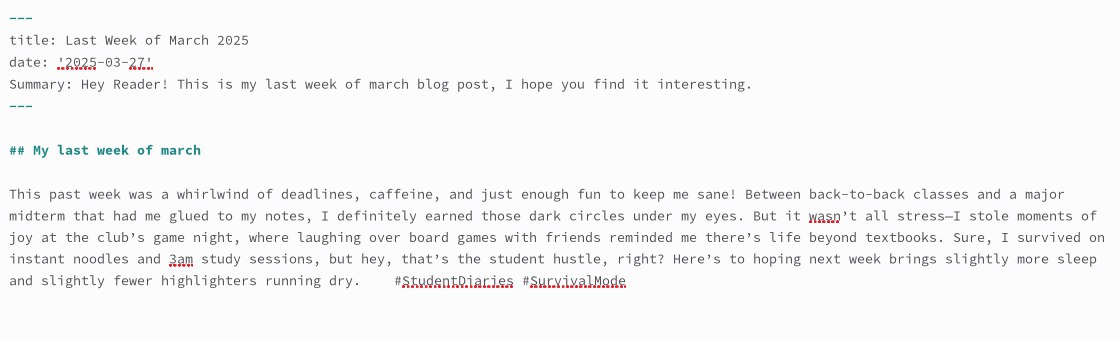 ---
title: Last Week of March 2025
date: '2025-03-27'
Summary: Hey Reader! This is my last week of march blog post, I hope you find it interesting.
---
## My last week of march
This past week was a whirlwind of deadlines, caffeine, and just enough fun to keep me sane! Between back-to-back classes and a major
midterm that had me glued to my notes, I definitely earned those dark circles under my eyes. But it wasn’t all stress—I stole moments of
joy at the club’s game night, where laughing over board games with friends reminded me there’s life beyond textbooks. Sure, I survived on
instant noodles and 3am study sessions, but hey, that’s the student hustle, right? Here’s to hoping next week brings slightly more sleep
and slightly fewer highlighters running dry.    #StudentDiaries #SurvivalMode